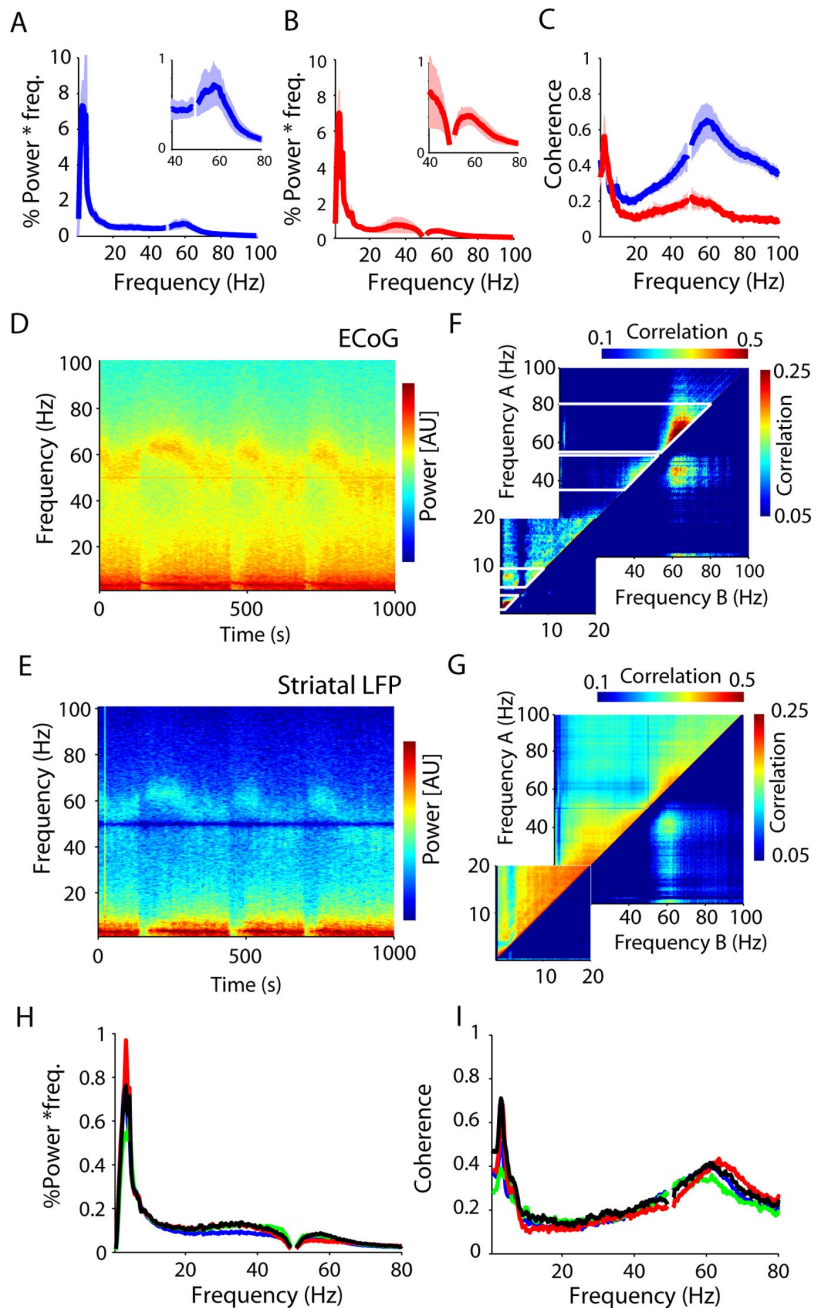 A
B
C
10
8
6
4
2
0
% Power * freq.
20 40 60 80 100
Frequency (Hz)
1
0
40 60 80
10
8
6
4
2
0
% Power * freq.
20 40 60 80 100
Frequency (Hz)
1
0
40 60 80
1
0.8
0.6
0.4
0.2
0
Coherence
0 20 40 60 80 100
Frequency (Hz)
D
ECoG
100
80
60
40
20
Frequency (Hz)
0 500 1000
Time (s)
Power [AU]
F
Correlation
0.1 0.5
100
80
60
40
20
10
Frequency A (Hz)
40 60 80 100
Frequency B (Hz)
10 20
0.25
Correlation
0.05
E
Striatal LFP
100
80
60
40
20
Frequency (Hz)
0 500 1000
Time (s)
Power [AU]
G
Correlation
0.1 0.5
100
80
60
40
20
10
Frequency A (Hz)
40 60 80 100
Frequency B (Hz)
10 20
0.25
Correlation
0.05
H
1
0.8
0.6
0.4
0.2
0
%Power *freq.
20 40 60 80
Frequency (Hz)
I
1
0.8
0.6
0.4
0.2
0
Coherence
20 40 60 80
Frequency (Hz)